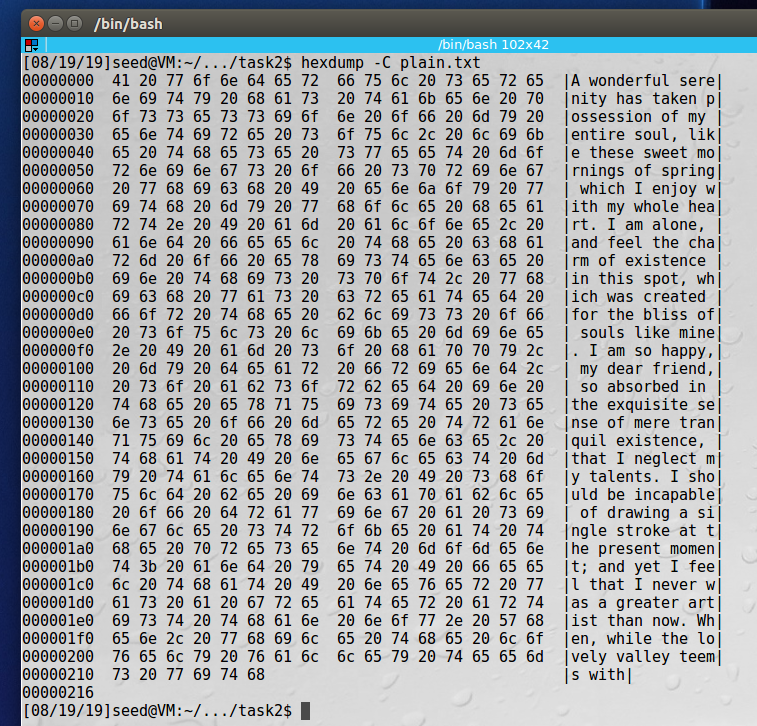 /bin/bash
/bin/bash 102x42
[08/19/19]seed@VM:~/.../task2$ hexdump -C plain.txt
00000000  41 20 77 6f 6e 64 65 72  66 75 6c 20 73 65 72 65  |A wonderful sere|
00000010  6e 69 74 79 20 68 61 73  20 74 61 6b 65 6e 20 70  |nity has taken p|
00000020  6f 73 73 65 73 73 69 6f  6e 20 6f 66 20 6d 79 20  |ossession of my |
00000030  65 6e 74 69 72 65 20 73  6f 75 6c 2c 20 6c 69 6b  |entire soul, lik|
00000040  65 20 74 68 65 73 65 20  73 77 65 65 74 20 6d 6f  |e these sweet mo|
00000050  72 6e 69 6e 67 73 20 6f  66 20 73 70 72 69 6e 67  |rnings of spring|
00000060  20 77 68 69 63 68 20 49  20 65 6e 6a 6f 79 20 77  | which I enjoy w|
00000070  69 74 68 20 6d 79 20 77  68 6f 6c 65 20 68 65 61  |ith my whole hea|
00000080  72 74 2e 20 49 20 61 6d  20 61 6c 6f 6e 65 2c 20  |rt. I am alone, |
00000090  61 6e 64 20 66 65 65 6c  20 74 68 65 20 63 68 61  |and feel the cha|
000000a0  72 6d 20 6f 66 20 65 78  69 73 74 65 6e 63 65 20  |rm of existence |
000000b0  69 6e 20 74 68 69 73 20  73 70 6f 74 2c 20 77 68  |in this spot, wh|
000000c0  69 63 68 20 77 61 73 20  63 72 65 61 74 65 64 20  |ich was created |
000000d0  66 6f 72 20 74 68 65 20  62 6c 69 73 73 20 6f 66  |for the bliss of|
000000e0  20 73 6f 75 6c 73 20 6c  69 6b 65 20 6d 69 6e 65  | souls like mine|
000000f0  2e 20 49 20 61 6d 20 73  6f 20 68 61 70 70 79 2c  |. I am so happy,|
00000100  20 6d 79 20 64 65 61 72  20 66 72 69 65 6e 64 2c  | my dear friend,|
00000110  20 73 6f 20 61 62 73 6f  72 62 65 64 20 69 6e 20  | so absorbed in |
00000120  74 68 65 20 65 78 71 75  69 73 69 74 65 20 73 65  |the exquisite se|
00000130  6e 73 65 20 6f 66 20 6d  65 72 65 20 74 72 61 6e  |nse of mere tran|
00000140  71 75 69 6c 20 65 78 69  73 74 65 6e 63 65 2c 20  |quil existence, |
00000150  74 68 61 74 20 49 20 6e  65 67 6c 65 63 74 20 6d  |that I neglect m|
00000160  79 20 74 61 6c 65 6e 74  73 2e 20 49 20 73 68 6f  |y talents. I sho|
00000170  75 6c 64 20 62 65 20 69  6e 63 61 70 61 62 6c 65  |uld be incapable|
00000180  20 6f 66 20 64 72 61 77  69 6e 67 20 61 20 73 69  | of drawing a si|
00000190  6e 67 6c 65 20 73 74 72  6f 6b 65 20 61 74 20 74  |ngle stroke at t|
000001a0  68 65 20 70 72 65 73 65  6e 74 20 6d 6f 6d 65 6e  |he present momen|
000001b0  74 3b 20 61 6e 64 20 79  65 74 20 49 20 66 65 65  |t; and yet I fee|
000001c0  6c 20 74 68 61 74 20 49  20 6e 65 76 65 72 20 77  |l that I never w|
000001d0  61 73 20 61 20 67 72 65  61 74 65 72 20 61 72 74  |as a greater art|
000001e0  69 73 74 20 74 68 61 6e  20 6e 6f 77 2e 20 57 68  |ist than now. Wh|
000001f0  65 6e 2c 20 77 68 69 6c  65 20 74 68 65 20 6c 6f  |en, while the lo|
00000200  76 65 6c 79 20 76 61 6c  6c 65 79 20 74 65 65 6d  |vely valley teem|
00000210  73 20 77 69 74 68                                 |s with|
00000216
[08/19/19]seed@VM:~/.../task2$